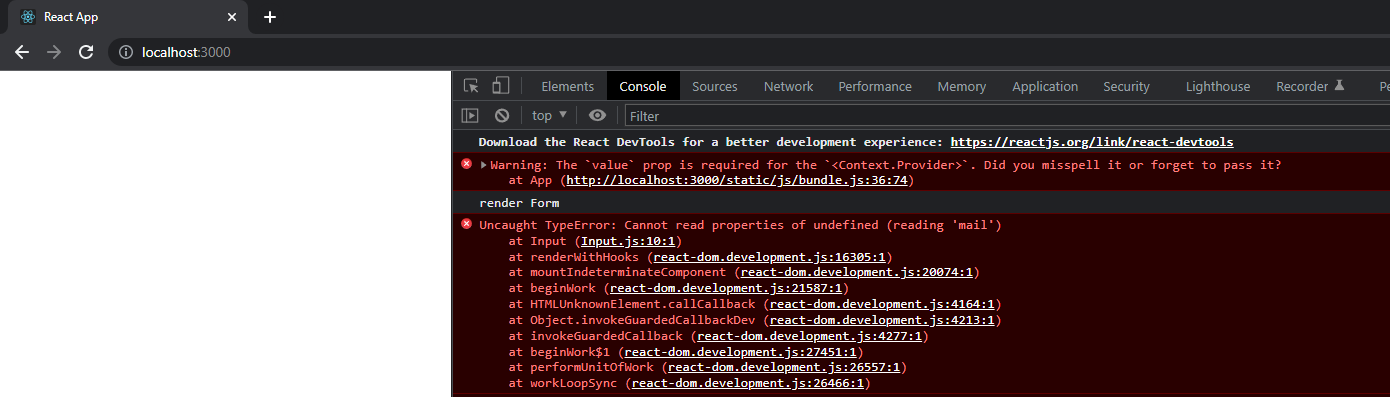 React App
localhost:3000
Elements Console Sources Network Performance Memory Application Security Lighthouse Recorder Pe
top Filter
Download the React DevTools for a better development experience: https://reactjs.org/link/react-devtools
Warning: The `value` prop is required for the `<Context.Provider>`. Did you misspell it or forget to pass it?
at App (http://localhost:3000/static/js/bundle.js:36:74)
render Form
Uncaught TypeError: Cannot read properties of undefined (reading 'mail')
at Input (Input.js:10:1)
at renderWithHooks (react-dom.development.js:16305:1)
at mountIndeterminateComponent (react-dom.development.js:20074:1)
at beginWork (react-dom.development.js:21587:1)
at HTMLUnknownElement.callCallback (react-dom.development.js:4164:1)
at Object.invokeGuardedCallbackDev (react-dom.development.js:4213:1)
at invokeGuardedCallback (react-dom.development.js:4277:1)
at beginWork$1 (react-dom.development.js:27451:1)
at performUnitOfWork (react-dom.development.js:26557:1)
at workLoopSync (react-dom.development.js:26466:1)